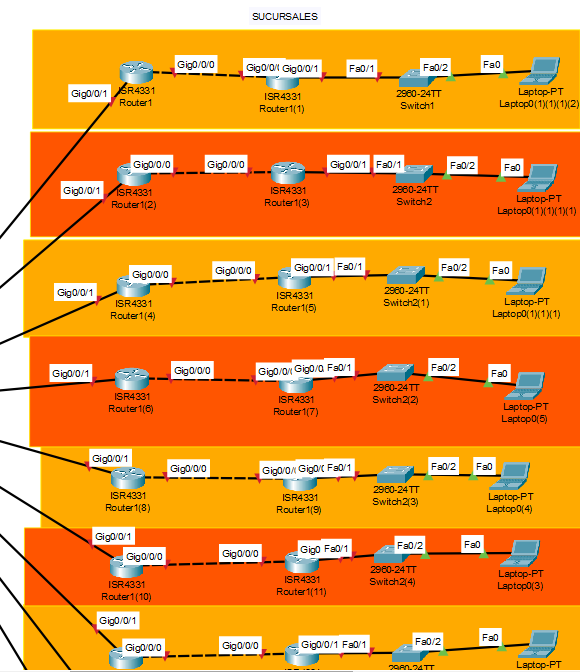 SUCURSALES
Gig0/0/1
ISR4331
Router1
Gig0/0/0
Gig0/0/
Gig0/0/1
ISR4331
Router1(1)
Fa0/1
Fa0/2
2960-24TT
Switch1
Fa0
Laptop-PT
Laptop0(1)(1)(1)(2)
Gig0/0/1
Gig0/0/0
ISR4331
Router1(2)
Gig0/0/0
ISR4331
Router1(3)
Gig0/0/1
Fa0/1
2960-24TT
Switch2
Fa0/2
Fa0
Laptop-PT
Laptop0(1)(1)(1)(1)
Gig0/0/1
Gig0/0/0
ISR4331
Router1(4)
Gig0/0/0
Gig0/0/1
ISR4331
Router1(5)
Fa0/1
2960-24TT
Switch2(1)
Fa0/2
Fa0
Laptop-PT
Laptop0(1)(1)(1)
Gig0/0/1
ISR4331
Router1(6)
Gig0/0/0
Gig0/0/
Gig0/0
ISR4331
Router1(7)
Fa0/1
2960-24TT
Switch2(2)
Fa0/2
Fa0
Laptop-PT
Laptop0(5)
Gig0/0/1
ISR4331
Router1(8)
Gig0/0/0
Gig0/0/
Gig0/0
ISR4331
Router1(9)
Fa0/1
2960-24TT
Switch2(3)
Fa0/2
Fa0
Laptop-PT
Laptop0(4)
Gig0/0/1
Gig0/0/0
ISR4331
Router1(10)
Gig0/0/0
Gig0
ISR4331
Router1(11)
Fa0/1
2960-24TT
Switch2(4)
Fa0/2
Fa0
Laptop-PT
Laptop0(3)
Gig0/0/1
Gig0/0/0
Gig0/0/0
Gig0/0/1
Fa0/1
Fa0/2
2960-24TT
Fa0
Laptop-PT